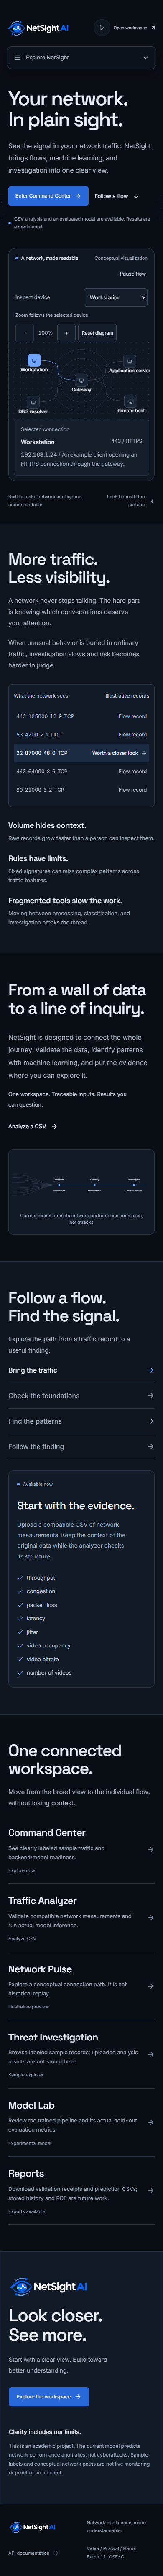 NetSight AI
Open workspace
Explore NetSight
Your network.
In plain sight.
See the signal in your network traffic. NetSight
brings flows, machine learning, and
investigation into one clear view.
Enter Command Center
Follow a flow
CSV analysis and an evaluated model are available. Results are
experimental.
A network, made readable
Conceptual visualization
Pause flow
Inspect device
Workstation
Zoom follows the selected device
-
100%
+
Reset diagram
Workstation
Application server
Gateway
DNS resolver
Remote host
Selected connection
Workstation
443 / HTTPS
192.168.1.24 / An example client opening an
HTTPS connection through the gateway.
Built to make network intelligence
understandable.
Look beneath the
surface
More traffic.
Less visibility.
A network never stops talking. The hard part
is knowing which conversations deserve
your attention.
When unusual behavior is buried in ordinary
traffic, investigation slows and risk becomes
harder to judge.
What the network sees
Illustrative records
443 125000 12 9 TCP
Flow record
53 4200 2 2 UDP
Flow record
22 87000 48 0 TCP
Worth a closer look
443 64000 8 6 TCP
Flow record
80 21000 3 2 TCP
Flow record
Volume hides context.
Raw records grow faster than a person can inspect them.
Rules have limits.
Fixed signatures can miss complex patterns across
traffic features.
Fragmented tools slow the work.
Moving between processing, classification, and
investigation breaks the thread.
From a wall of data
to a line of inquiry.
NetSight is designed to connect the whole
journey: validate the data, identify patterns
with machine learning, and put the evidence
where you can explore it.
One workspace. Traceable inputs. Results you
can question.
Analyze a CSV
Validate
Classify
Investigate
Current model predicts network performance anomalies,
not attacks
Follow a flow.
Find the signal.
Explore the path from a traffic record to a
useful finding.
Bring the traffic
Check the foundations
Find the patterns
Follow the finding
Available now
Start with the evidence.
Upload a compatible CSV of network
measurements. Keep the context of the
original data while the analyzer checks
its structure.
throughput
congestion
packet_loss
latency
jitter
video occupancy
video bitrate
number of videos
One connected
workspace.
Move from the broad view to the individual flow,
without losing context.
Command Center
See clearly labeled sample traffic and
backend/model readiness.
Explore now
Traffic Analyzer
Validate compatible network measurements and
run actual model inference.
Analyze CSV
Network Pulse
Explore a conceptual connection path. It is not
historical replay.
Illustrative preview
Threat Investigation
Browse labeled sample records; uploaded analysis
results are not stored here.
Sample explorer
Model Lab
Review the trained pipeline and its actual held-out
evaluation metrics.
Experimental model
Reports
Download validation receipts and prediction CSVs;
stored history and PDF are future work.
Exports available
NetSight AI
Look closer.
See more.
Start with a clear view. Build toward
better understanding.
Explore the workspace
Clarity includes our limits.
This is an academic project. The current model predicts
network performance anomalies, not cyberattacks. Sample
labels and conceptual network paths are not live monitoring
or proof of an incident.
NetSight AI
Network intelligence, made
understandable.
API documentation
Vidya / Prajwal / Harini
Batch 11, CSE-C